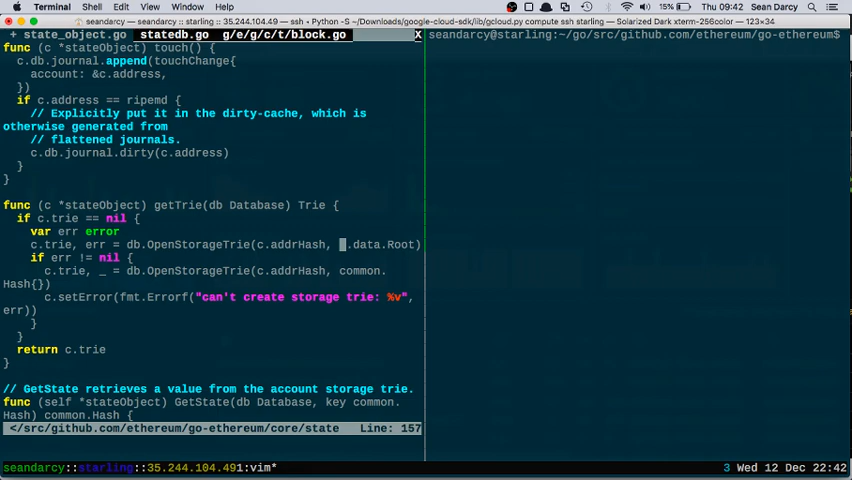 Terminal Shell Edit View Window Help 15% Thu 09:42 Sean Darcy
seandarcy — seandarcy :: starling :: 35.244.104.49 — ssh ‹ Python -S ~/Downloads/google-cloud-sdk/lib/gcloud.py compute ssh starling — Solarized Dark xterm-256color — 123×34
+ state_object.go statedb.go g/e/g/c/t/block.go X
seandarcy@starling:~/go/src/github.com/ethereum/go-ethereum$
func (c *stateObject) touch() {
c.db.journal.append(touchChange{
account: &c.address,
})
if c.address == ripemd {
// Explicitly put it in the dirty-cache, which is
otherwise generated from
// flattened journals.
c.db.journal.dirty(c.address)
}
}
func (c *stateObject) getTrie(db Database) Trie {
if c.trie == nil {
var err error
c.trie, err = db.OpenStorageTrie(c.addrHash, .data.Root)
if err != nil {
c.trie, _ = db.OpenStorageTrie(c.addrHash, common.
Hash{})
c.setError(fmt.Errorf("can't create storage trie: %v",
err))
}
}
return c.trie
}
// GetState retrieves a value from the account storage trie.
func (self *stateObject) GetState(db Database, key common.
Hash) common.Hash {
</src/github.com/ethereum/go-ethereum/core/state Line: 157
seandarcy::starling::35.244.104.491:vim* 3 Wed 12 Dec 22:42